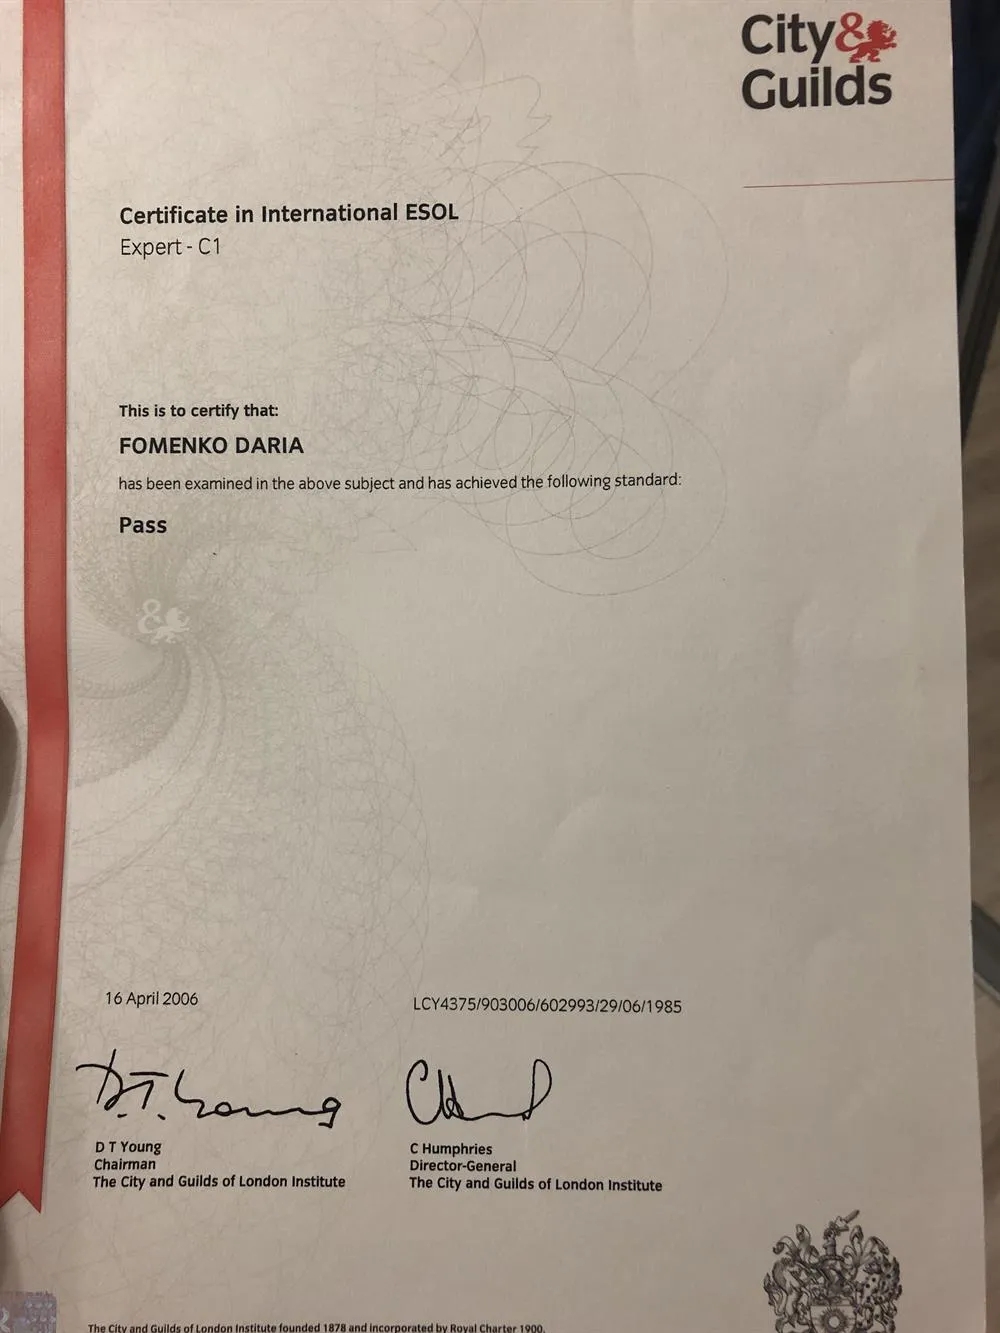 City&
Guilds
Certificate in International ESOL
Expert - C1
This is to certify that:
FOMENKO DARIA
has been examined in the above subject and has achieved the following standard:
Pass
&
16 April 2006
LCY4375/903006/602993/29/06/1985
D.T. Young
D T Young
Chairman
The City and Guilds of London Institute
C Humphries
Director-General
The City and Guilds of London Institute
The City and Guilds of London Institute founded 1878 and incorporated by Royal Charter 1900.